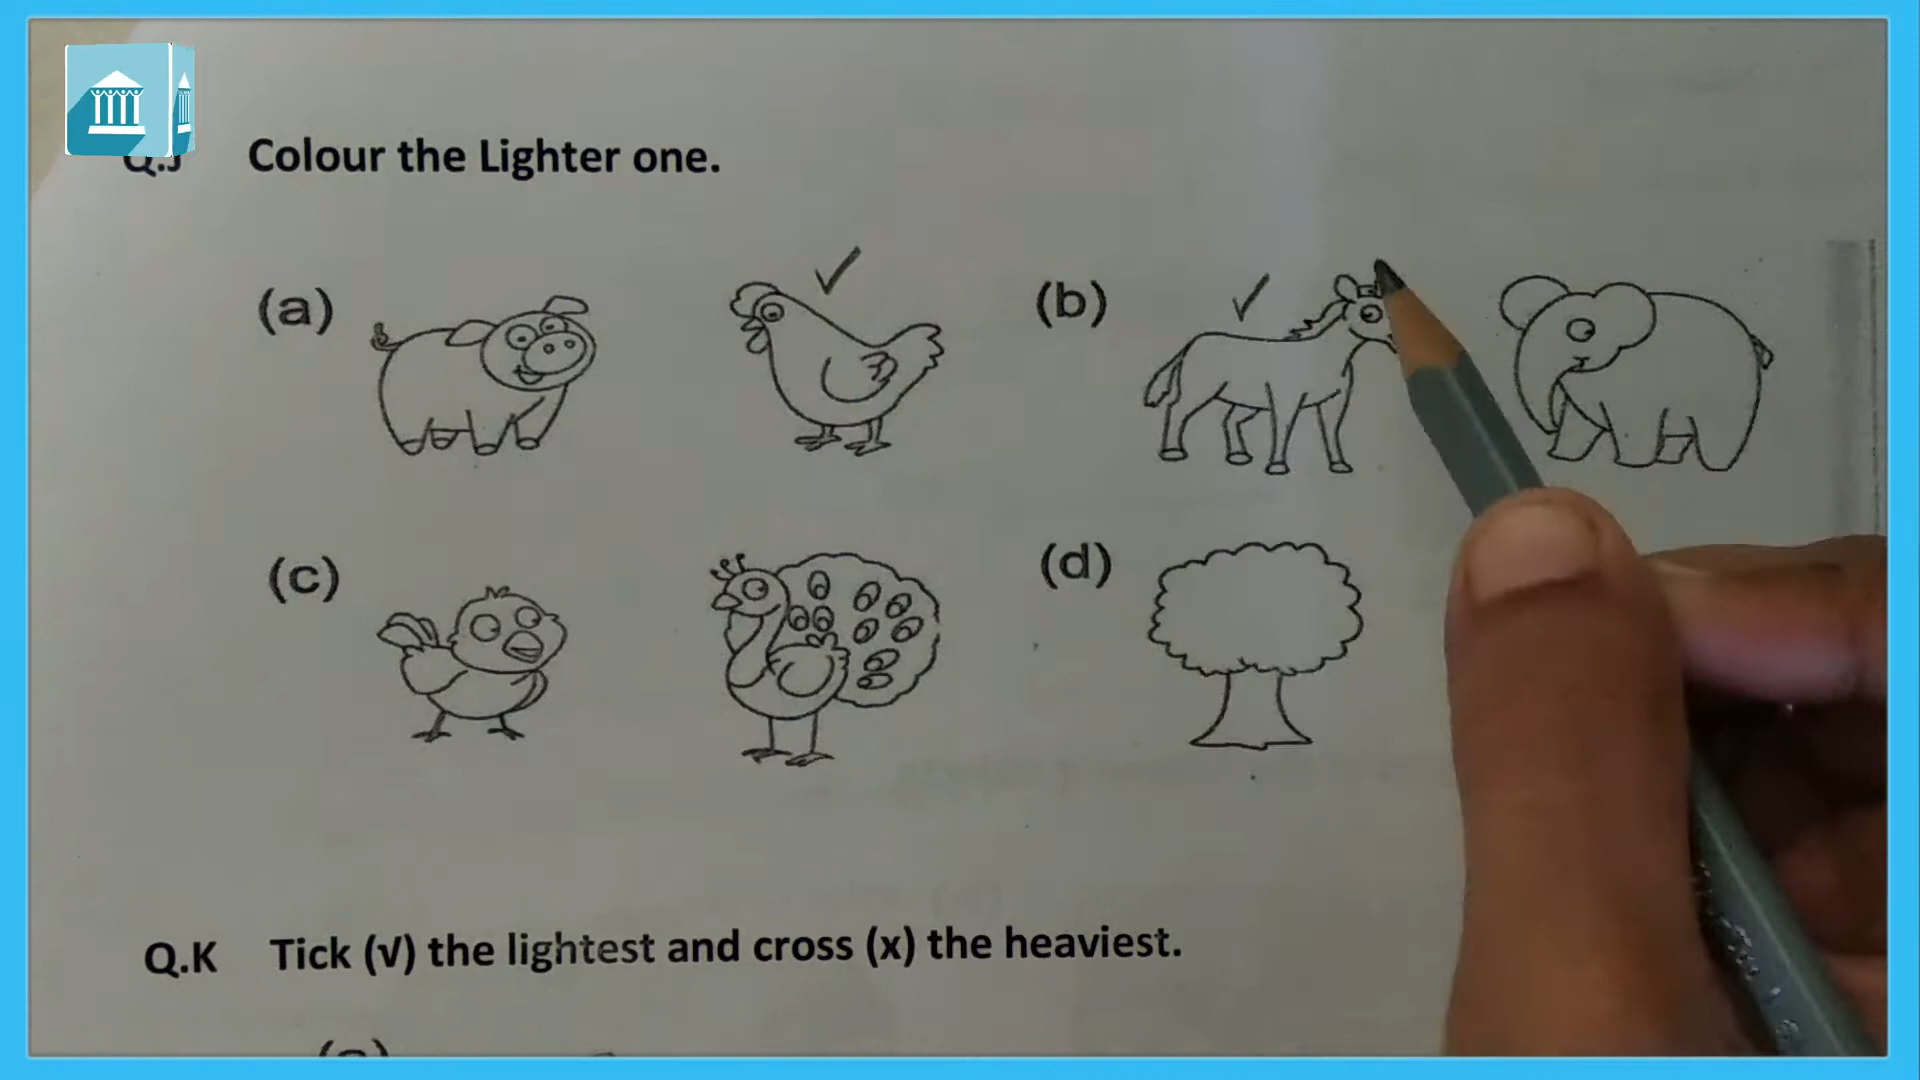 Q.J Colour the Lighter one.
(a)
(b)
(c)
(d)
Q.K Tick (√) the lightest and cross (x) the heaviest.